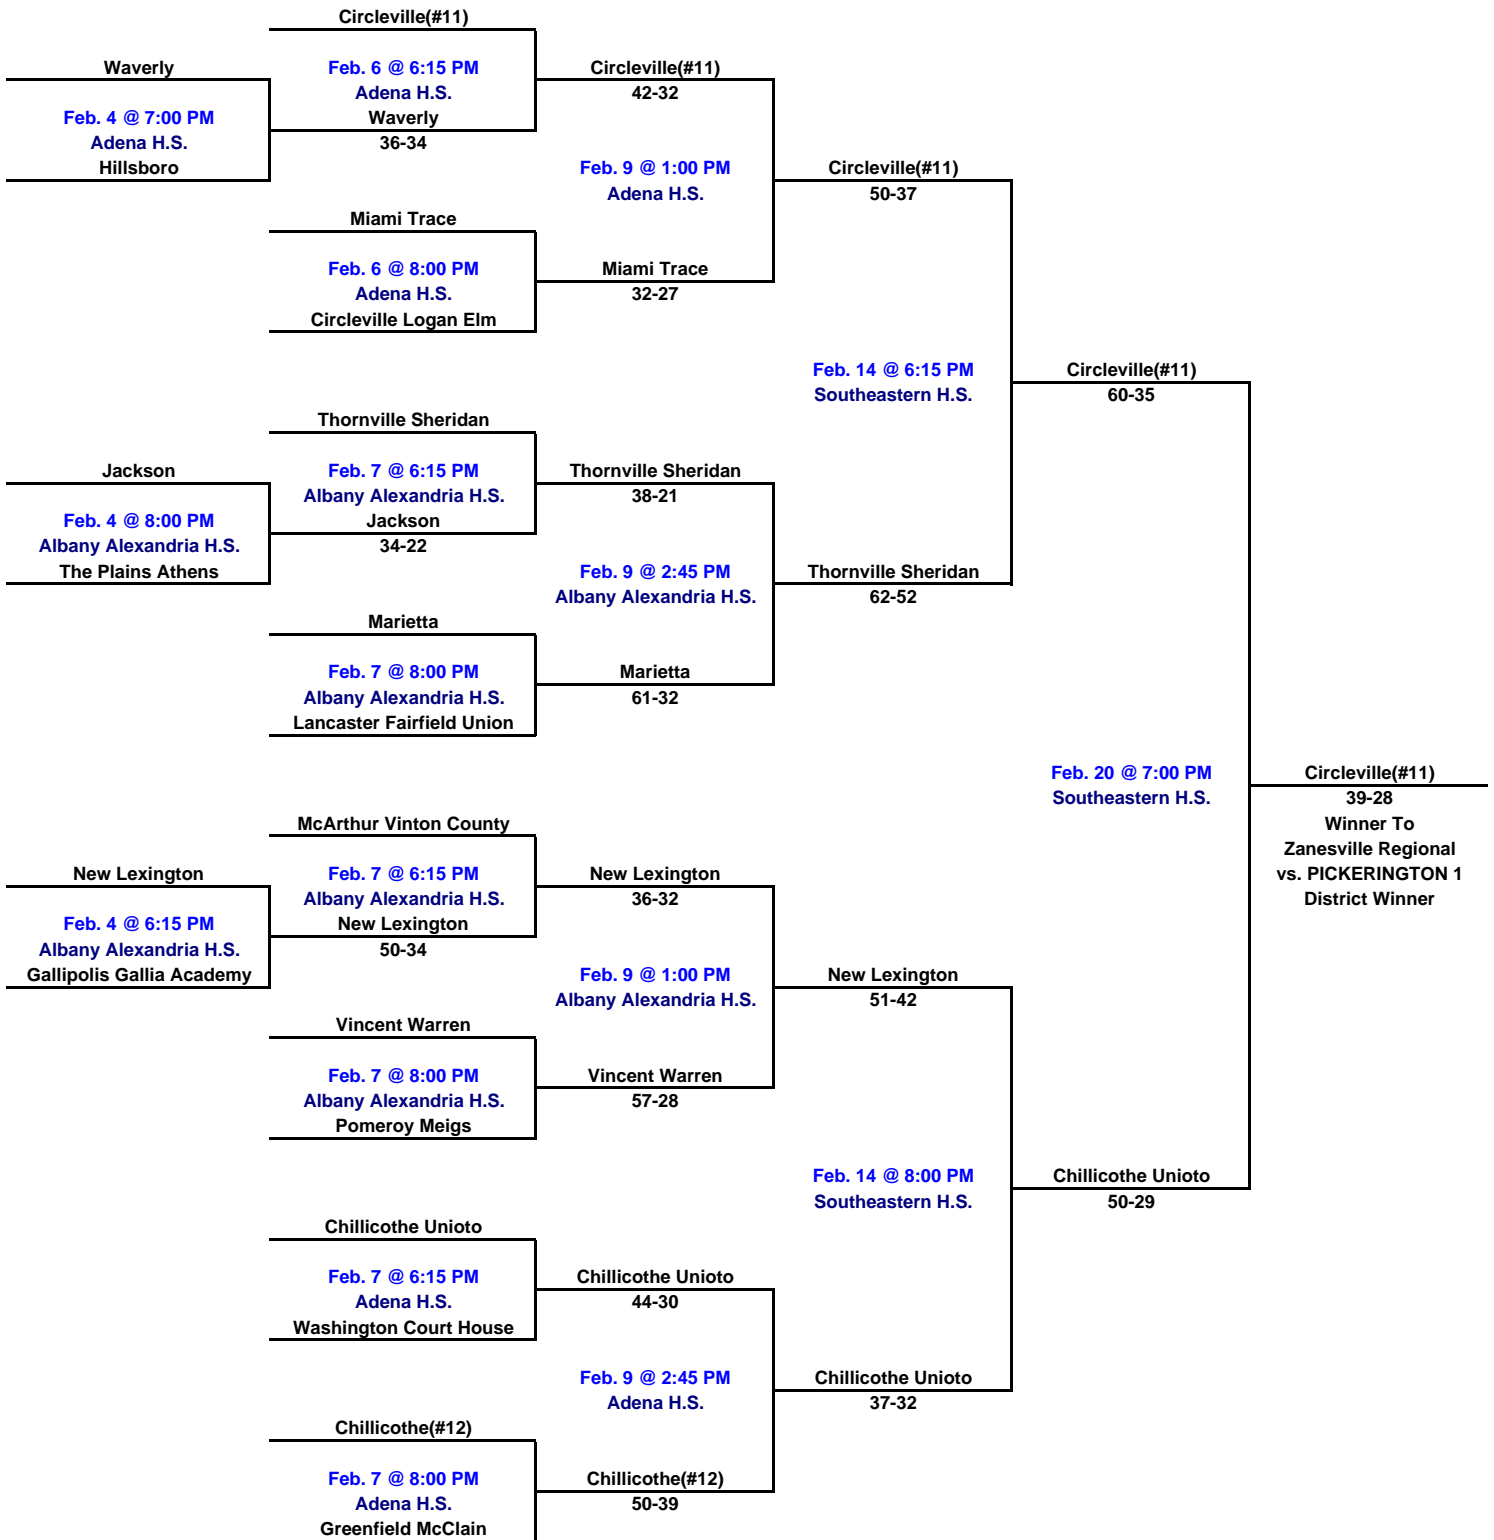 Circleville(#11)
Waverly
Feb. 6 @ 6:15 PM
Circleville(#11)
Adena H.S.
42-32
Feb. 4 @ 7:00 PM
Waverly
Adena H.S.
36-34
Hillsboro
Feb. 9 @ 1:00 PM
Circleville(#11)
Adena H.S.
50-37
Miami Trace
Feb. 6 @ 8:00 PM
Miami Trace
Adena H.S.
32-27
Circleville Logan Elm
Feb. 14 @ 6:15 PM
Circleville(#11)
Southeastern H.S.
60-35
Thornville Sheridan
Jackson
Feb. 7 @ 6:15 PM
Thornville Sheridan
Albany Alexandria H.S.
38-21
Feb. 4 @ 8:00 PM
Jackson
Albany Alexandria H.S.
34-22
The Plains Athens
Feb. 9 @ 2:45 PM
Thornville Sheridan
Albany Alexandria H.S.
62-52
Marietta
Feb. 7 @ 8:00 PM
Marietta
Albany Alexandria H.S.
61-32
Lancaster Fairfield Union
Feb. 20 @ 7:00 PM
Circleville(#11)
Southeastern H.S.
39-28
Winner To
Zanesville Regional
vs. PICKERINGTON 1
District Winner
McArthur Vinton County
New Lexington
Feb. 7 @ 6:15 PM
New Lexington
Albany Alexandria H.S.
36-32
Feb. 4 @ 6:15 PM
New Lexington
Albany Alexandria H.S.
50-34
Gallipolis Gallia Academy
Feb. 9 @ 1:00 PM
New Lexington
Albany Alexandria H.S.
51-42
Vincent Warren
Feb. 7 @ 8:00 PM
Vincent Warren
Albany Alexandria H.S.
57-28
Pomeroy Meigs
Feb. 14 @ 8:00 PM
Chillicothe Unioto
Southeastern H.S.
50-29
Chillicothe Unioto
Feb. 7 @ 6:15 PM
Chillicothe Unioto
Adena H.S.
44-30
Washington Court House
Feb. 9 @ 2:45 PM
Chillicothe Unioto
Adena H.S.
37-32
Chillicothe(#12)
Feb. 7 @ 8:00 PM
Chillicothe(#12)
Adena H.S.
50-39
Greenfield McClain